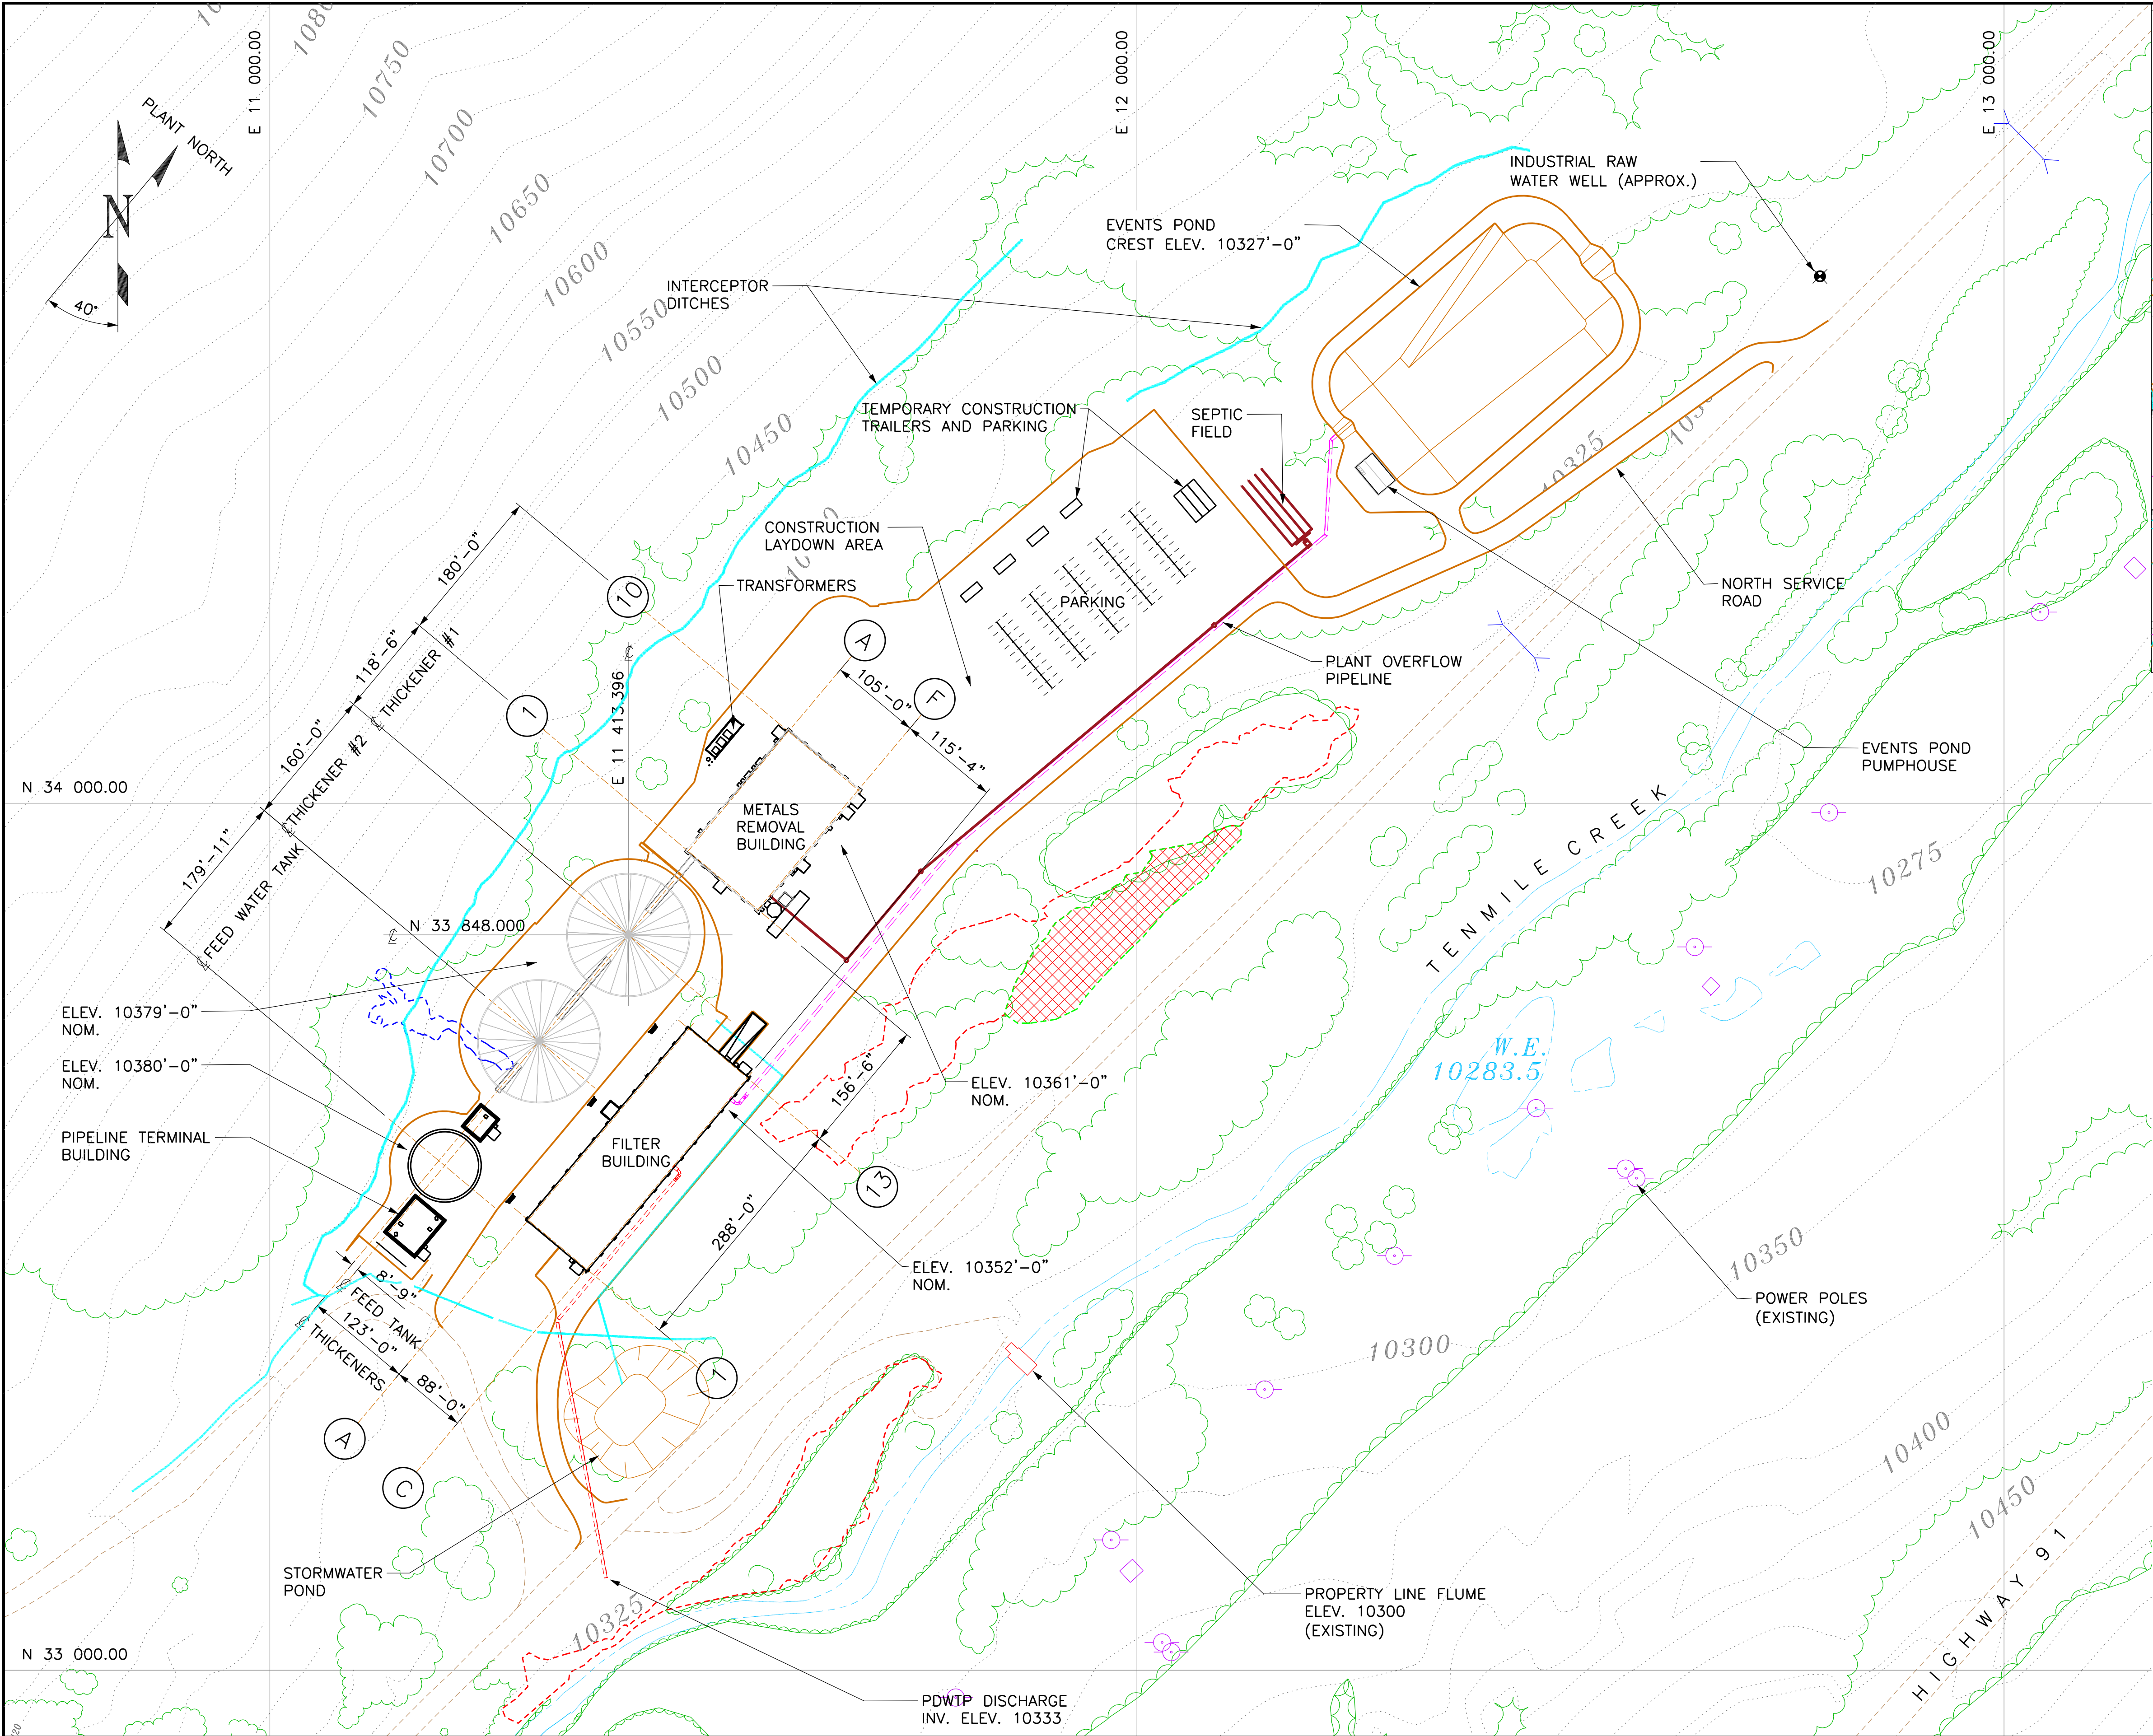 E 11 000.00
E 12 000.00
E 13 000.00
10750
10700
10650
10600
10550
10500
10450
PLANT NORTH
N
40°
INDUSTRIAL RAW
WATER WELL (APPROX.)
EVENTS POND
CREST ELEV. 10327'-0"
INTERCEPTOR
DITCHES
TEMPORARY CONSTRUCTION
TRAILERS AND PARKING
SEPTIC
FIELD
10325
CONSTRUCTION
LAYDOWN AREA
TRANSFORMERS
PARKING
NORTH SERVICE
ROAD
PLANT OVERFLOW
PIPELINE
EVENTS POND
PUMPHOUSE
180'-0"
118'-6"
160'-0"
179'-11"
℄ THICKENER #1
℄ THICKENER #2
℄ FEED WATER TANK
10
1
A
F
105'-0"
115'-4"
℄
E 11 413.396
N 34 000.00
METALS
REMOVAL
BUILDING
℄ N 33 848.000
TENMILE CREEK
10275
ELEV. 10379'-0"
NOM.
ELEV. 10380'-0"
NOM.
PIPELINE TERMINAL
BUILDING
W.E.
10283.5
ELEV. 10361'-0"
NOM.
156'-6"
FILTER
BUILDING
13
288'-0"
ELEV. 10352'-0"
NOM.
8'-9"
℄ FEED TANK
123'-0"
℄ THICKENERS
88'-0"
1
A
C
10350
POWER POLES
(EXISTING)
10300
10400
10450
HIGHWAY 91
STORMWATER
POND
10325
PROPERTY LINE FLUME
ELEV. 10300
(EXISTING)
N 33 000.00
PDWTP DISCHARGE
INV. ELEV. 10333